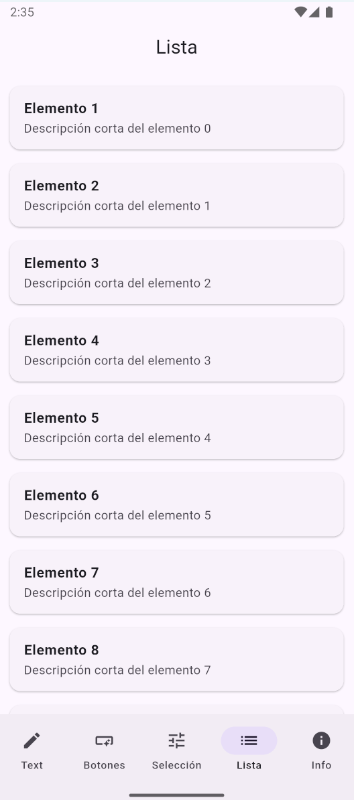 2:35
Lista
Elemento 1
Descripción corta del elemento 0
Elemento 2
Descripción corta del elemento 1
Elemento 3
Descripción corta del elemento 2
Elemento 4
Descripción corta del elemento 3
Elemento 5
Descripción corta del elemento 4
Elemento 6
Descripción corta del elemento 5
Elemento 7
Descripción corta del elemento 6
Elemento 8
Descripción corta del elemento 7
Text Botones Selección Lista Info